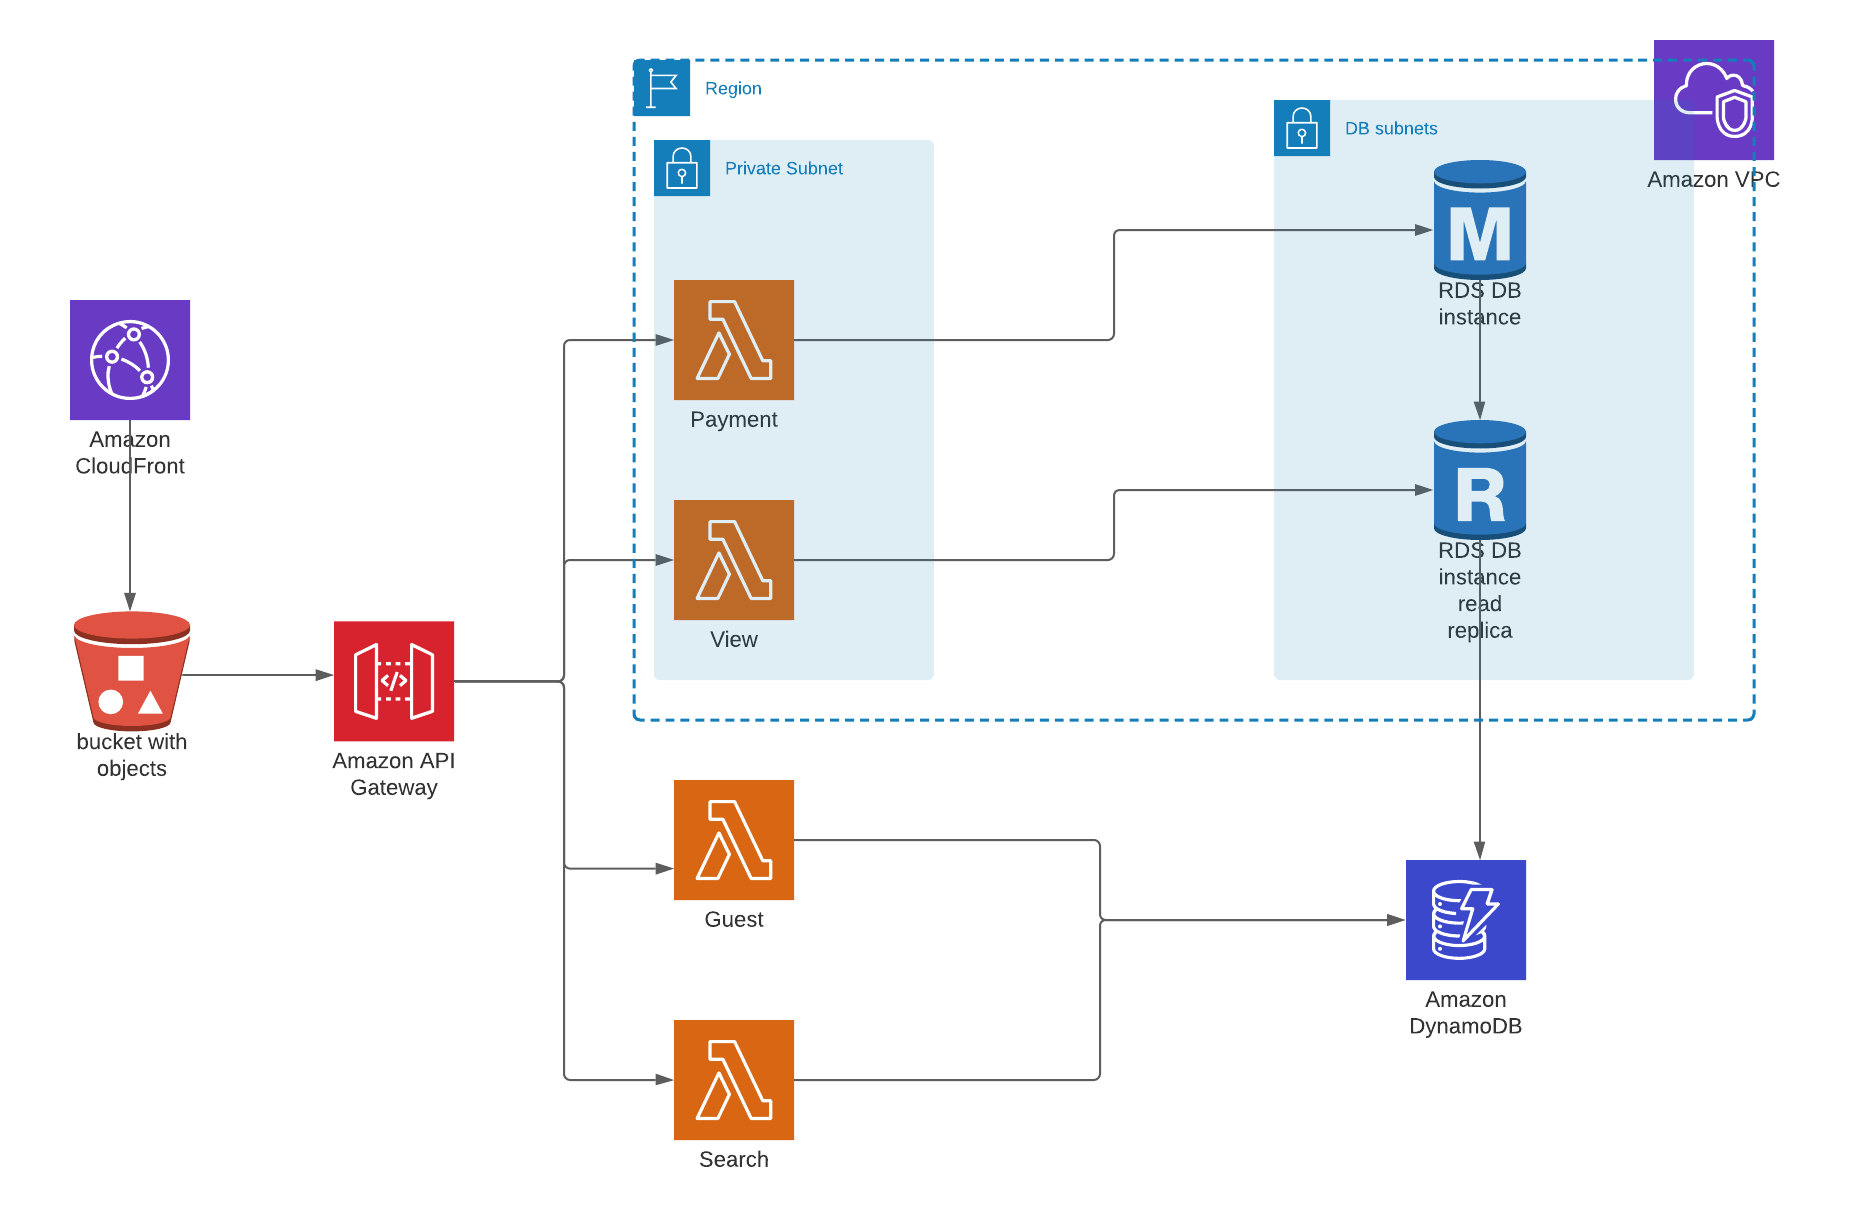 Region
Amazon VPC
DB subnets
Private Subnet
M
RDS DB
instance
Payment
Amazon
CloudFront
R
RDS DB
instance
read
replica
View
bucket with
objects
</>
Amazon API
Gateway
Guest
Amazon
DynamoDB
Search